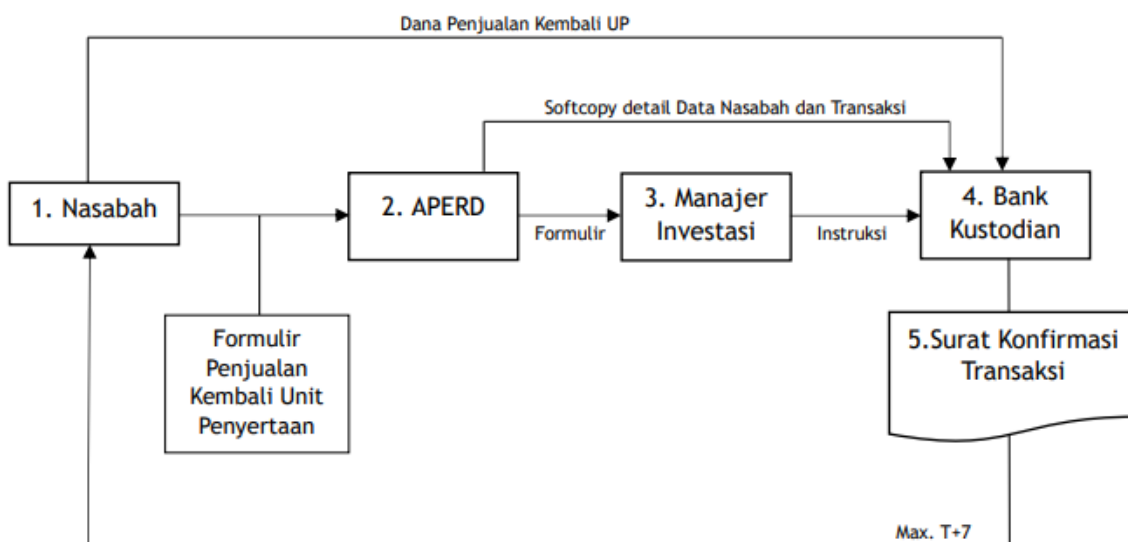 Dana Penjualan Kembali UP
Softcopy detail Data Nasabah dan Transaksi
1. Nasabah
2. APERD
3. Manajer
Investasi
4. Bank
Kustodian
Formulir
Instruksi
Formulir
Penjualan
Kembali Unit
Penyertaan
5.Surat Konfirmasi
Transaksi
Max. T+7